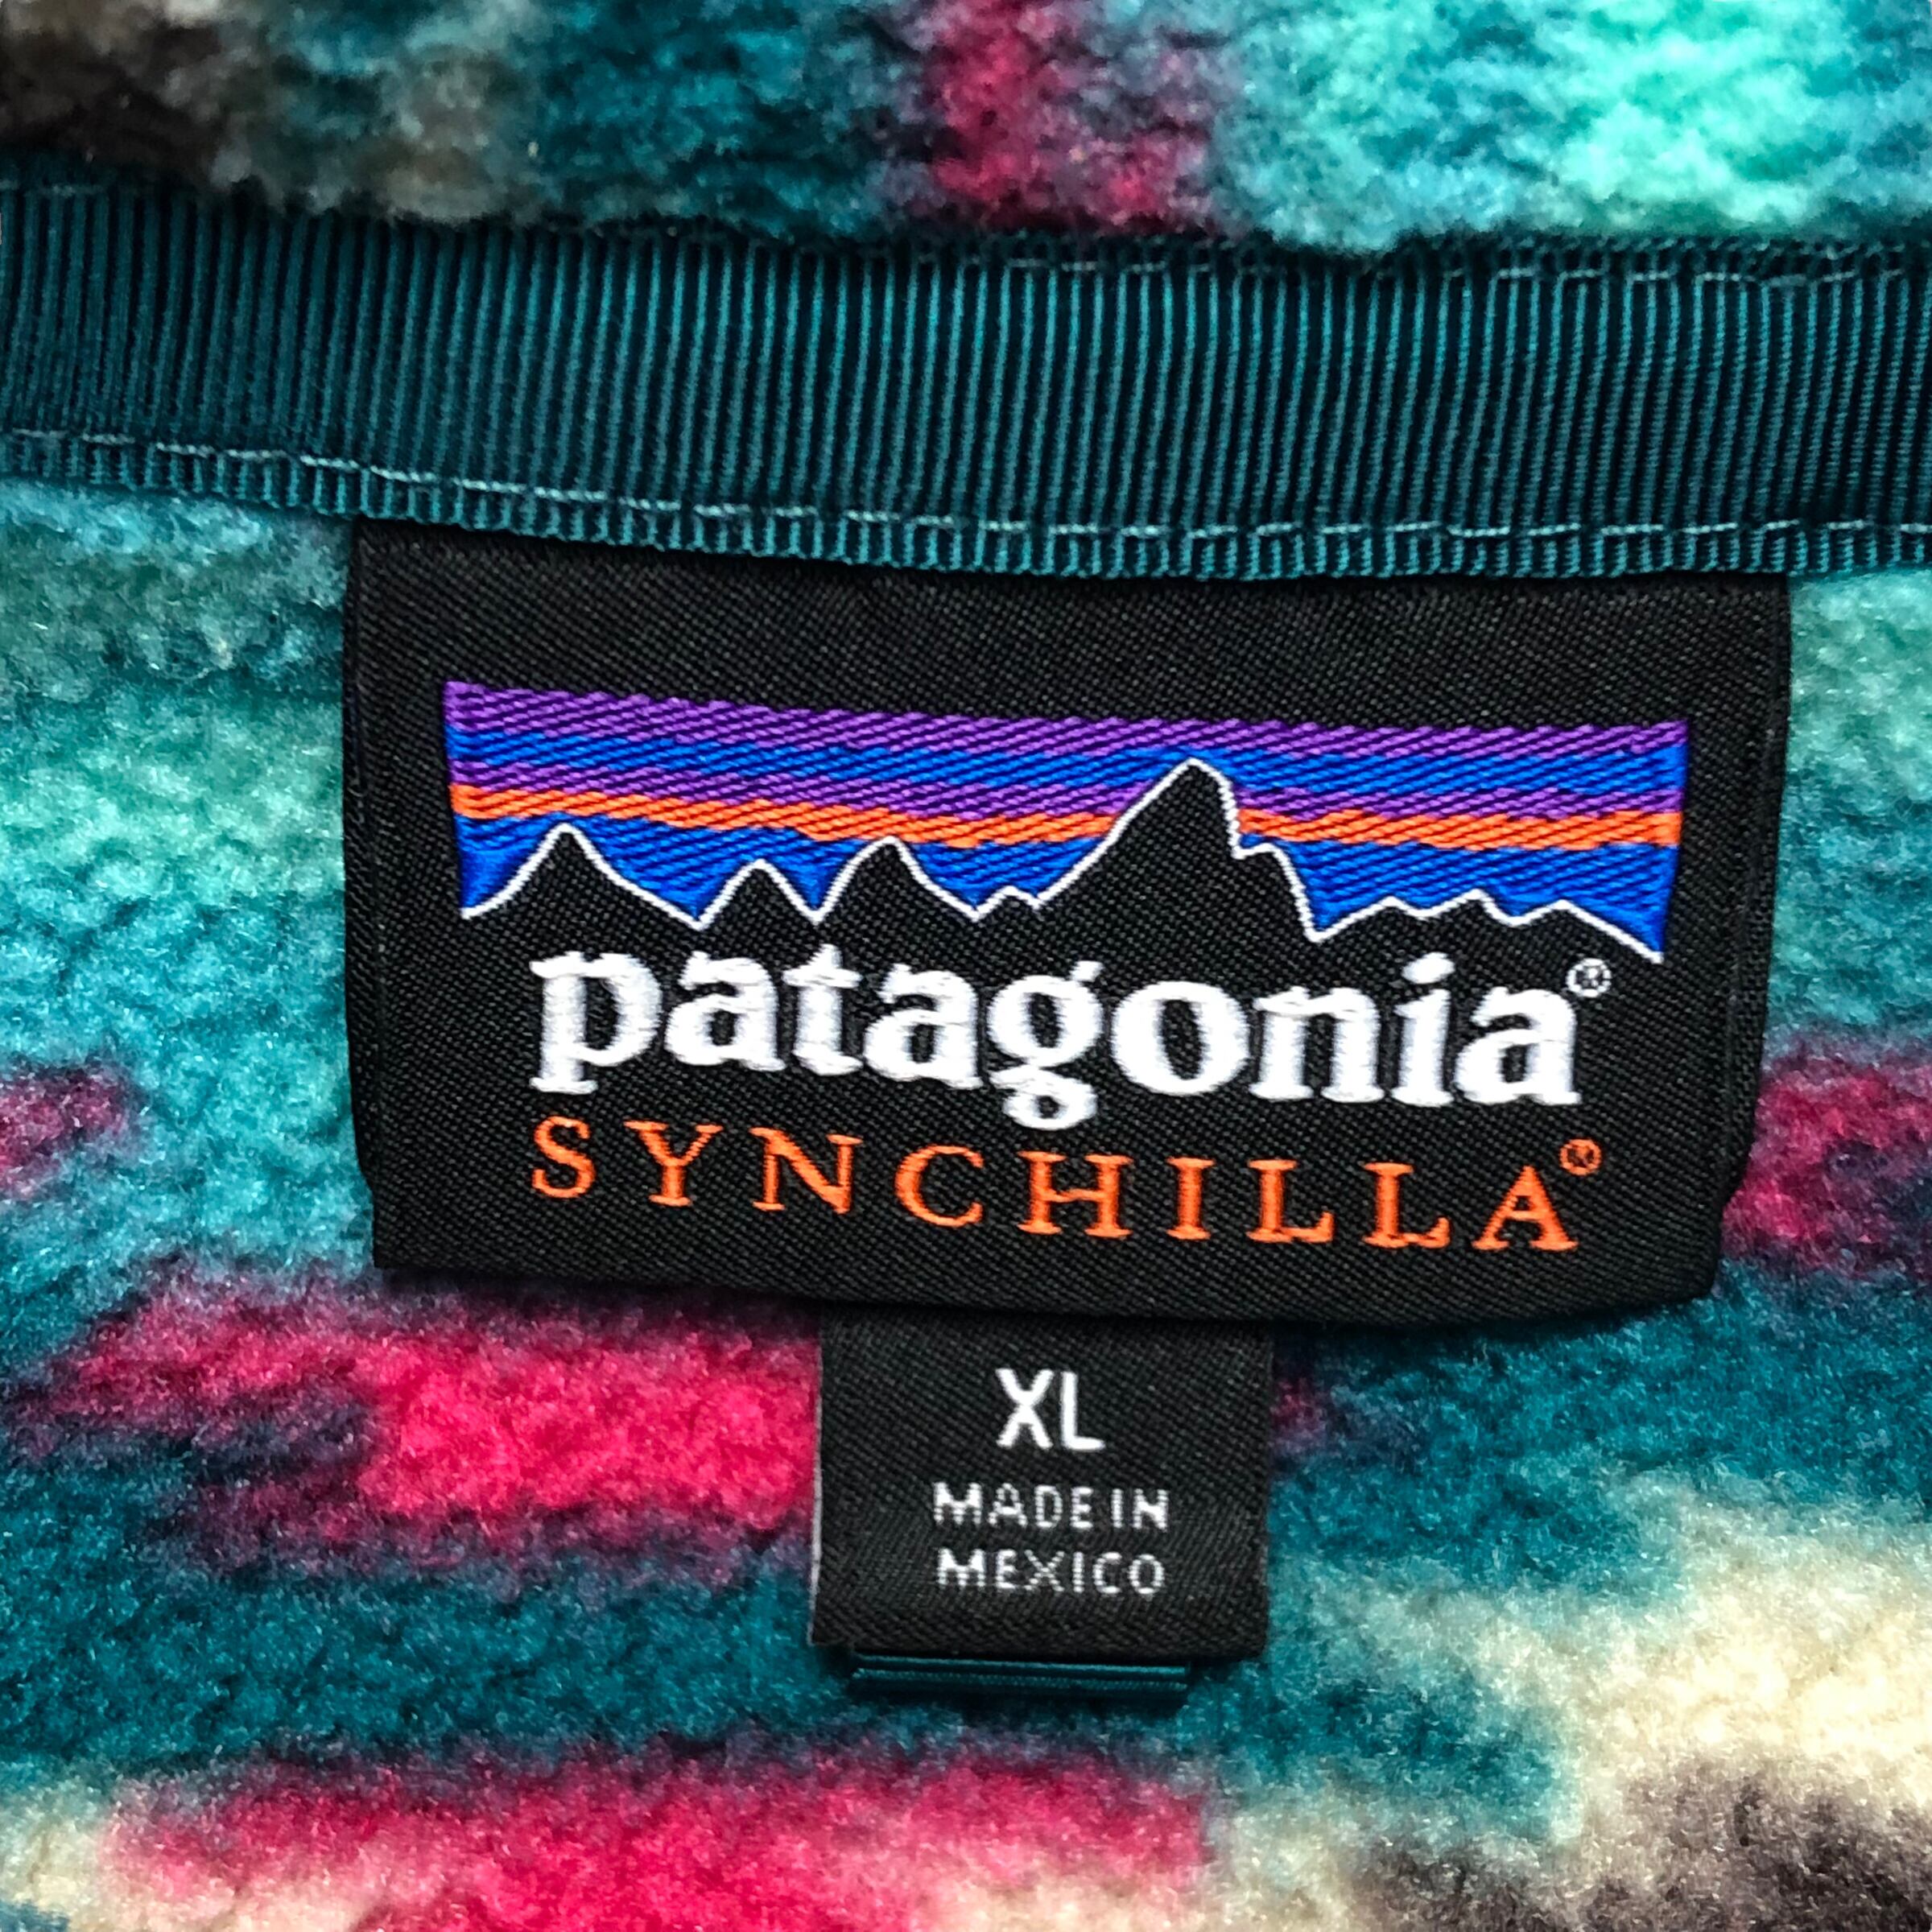 patagonia®
SYNCHILLA®
XL
MADE IN
MEXICO